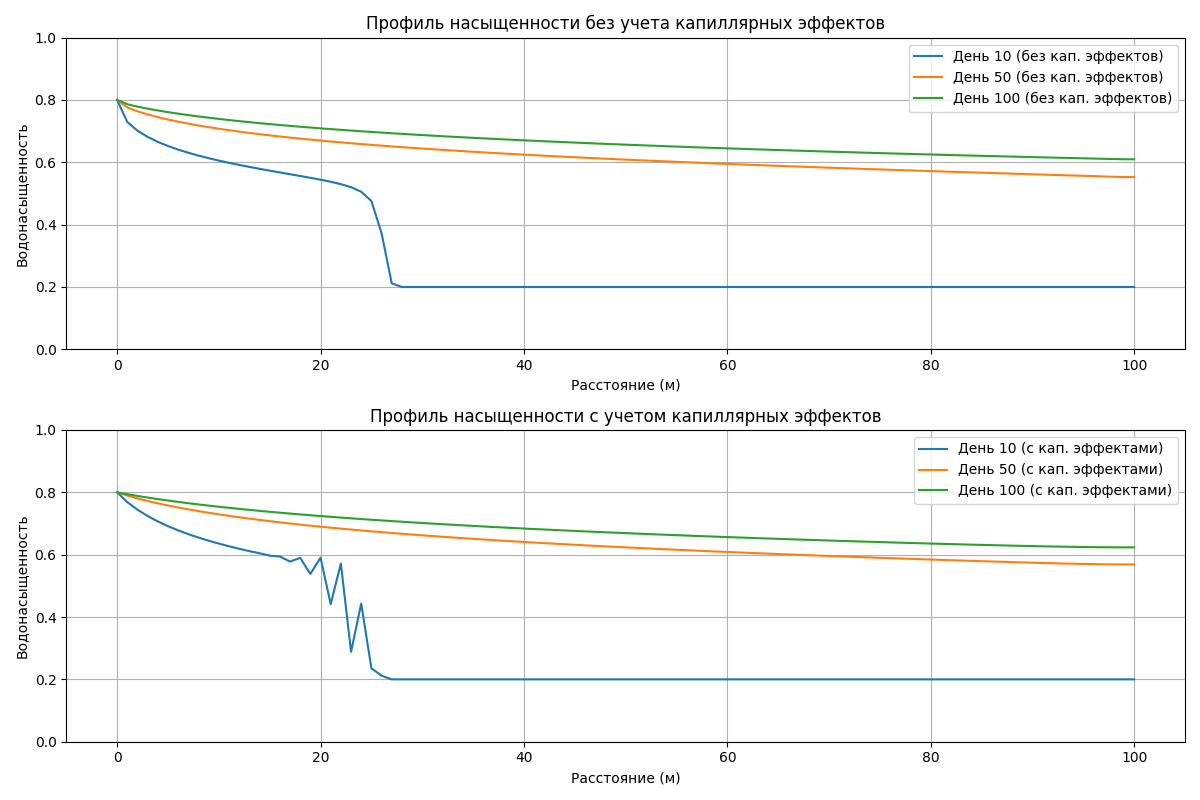 Профиль насыщенности без учета капиллярных эффектов
1.0
0.8
0.6
0.4
0.2
0.0
Водонасыщенность
День 10 (без кап. эффектов)
День 50 (без кап. эффектов)
День 100 (без кап. эффектов)
0 20 40 60 80 100
Расстояние (м)
Профиль насыщенности с учетом капиллярных эффектов
1.0
0.8
0.6
0.4
0.2
0.0
Водонасыщенность
День 10 (с кап. эффектами)
День 50 (с кап. эффектами)
День 100 (с кап. эффектами)
0 20 40 60 80 100
Расстояние (м)